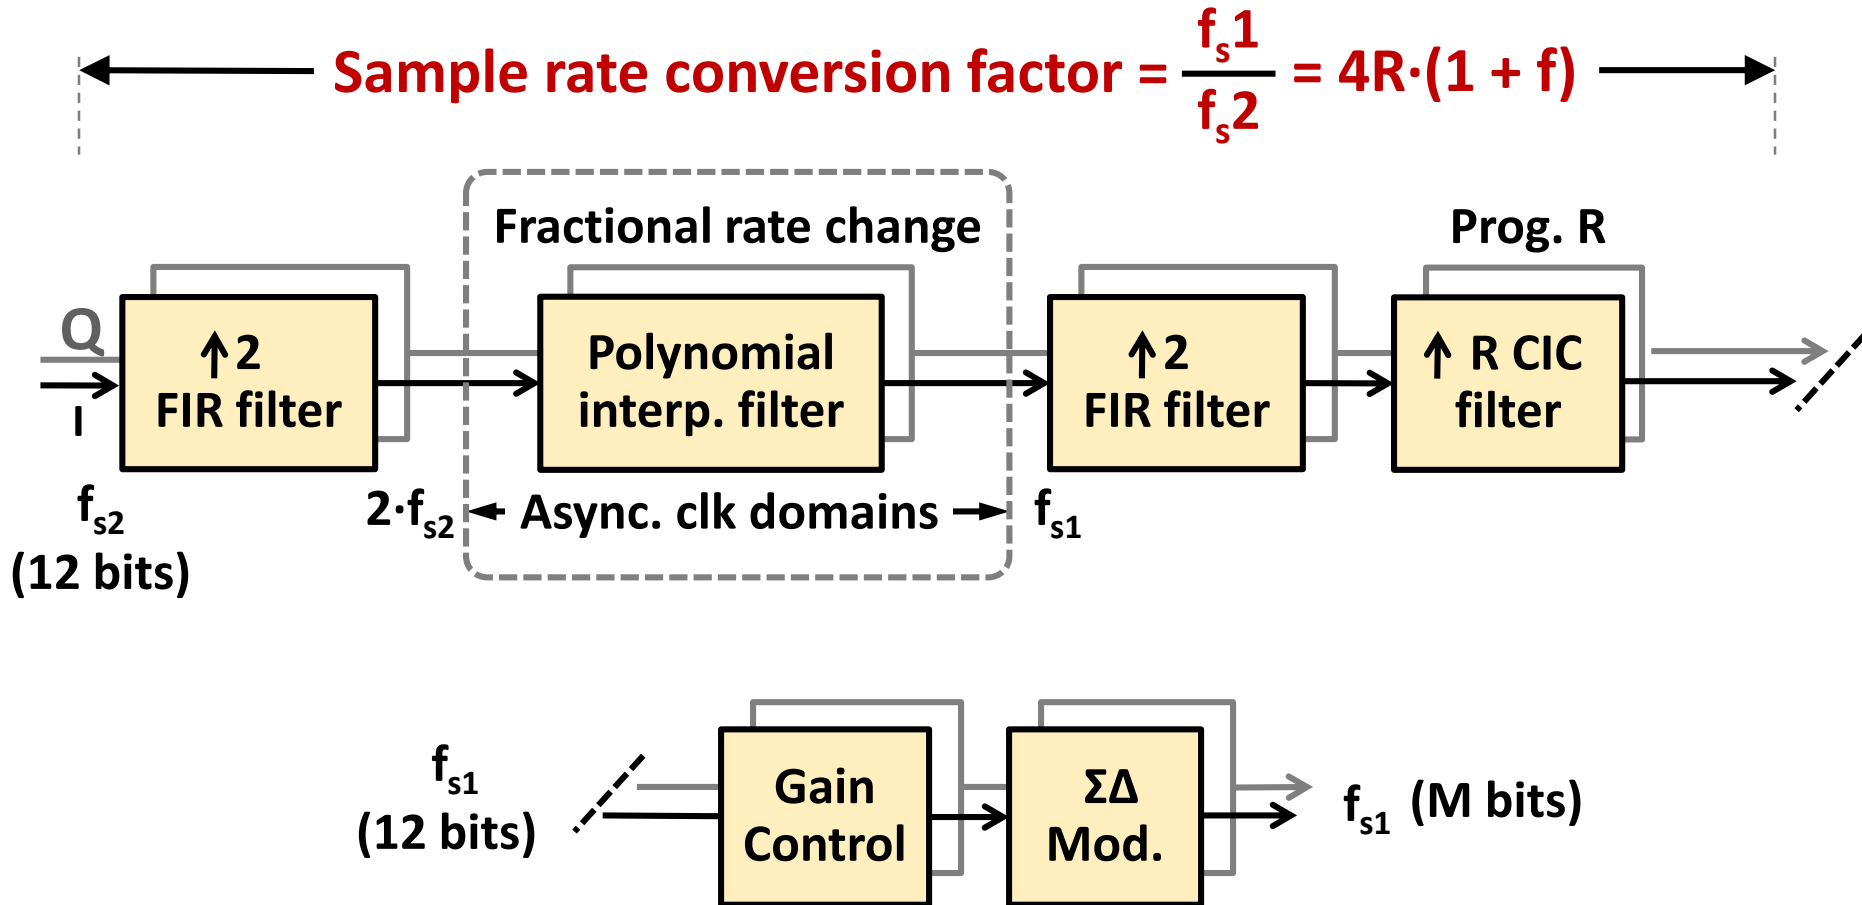 Sample rate conversion factor = fs1 / fs2 = 4R·(1 + f)
Fractional rate change
Prog. R
Q
I
↑2
FIR filter
Polynomial
interp. filter
↑2
FIR filter
↑ R CIC
filter
fs2
(12 bits)
2·fs2
Async. clk domains
fs1
fs1
(12 bits)
Gain
Control
ΣΔ
Mod.
fs1 (M bits)